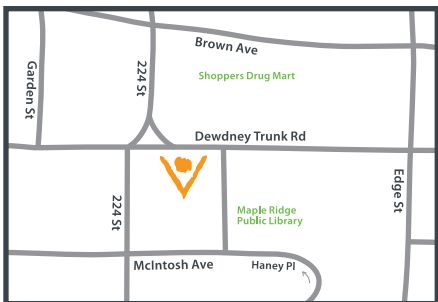 Brown Ave
Garden St
224 St
Shoppers Drug Mart
Dewdney Trunk Rd
Edge St
224 St
Maple Ridge
Public Library
McIntosh Ave
Haney Pl